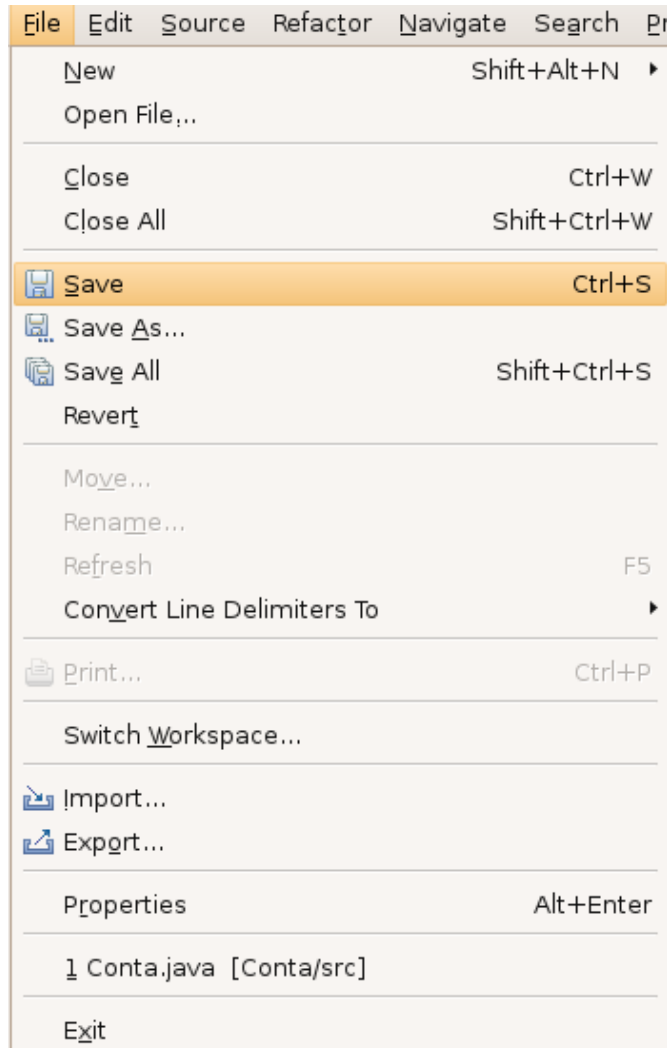 File Edit Source Refactor Navigate Search
New Shift+Alt+N
Open File...
Close Ctrl+W
Close All Shift+Ctrl+W
Save Ctrl+S
Save As...
Save All Shift+Ctrl+S
Revert
Move...
Rename...
Refresh F5
Convert Line Delimiters To
Print... Ctrl+P
Switch Workspace...
Import...
Export...
Properties Alt+Enter
1 Conta.java [Conta/src]
Exit